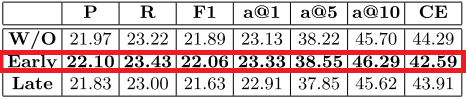 P R F1 a@1 a@5 a@10 CE
W/O 21.97 23.22 21.89 23.13 38.22 45.70 44.29
Early 22.10 23.43 22.06 23.33 38.55 46.29 42.59
Late 21.83 23.00 21.63 22.91 37.85 45.62 43.91